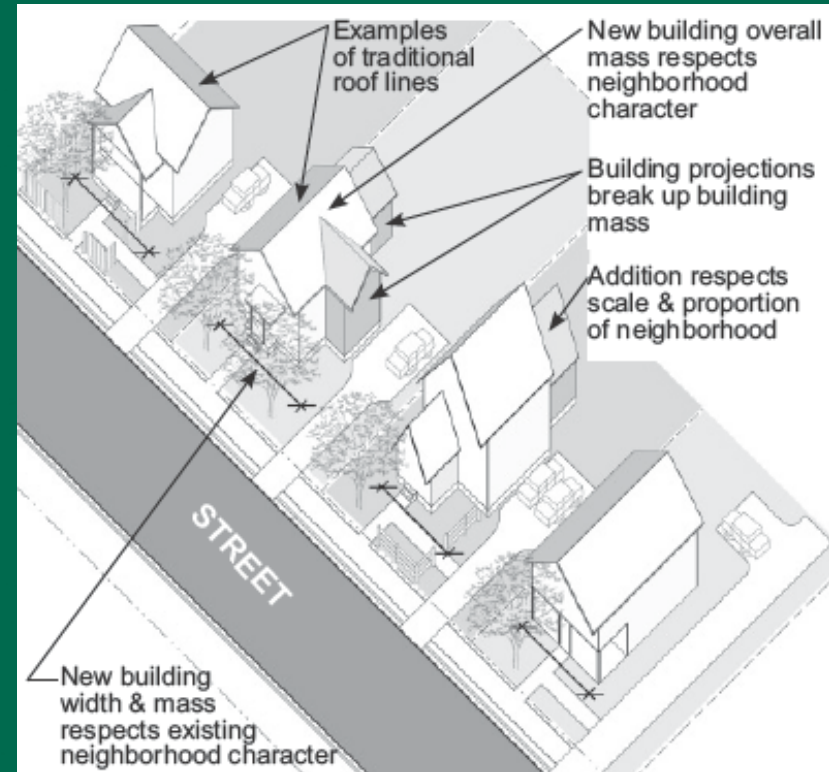 Examples
of traditional
roof lines
New building overall
mass respects
neighborhood
character
Building projections
break up building
mass
Addition respects
scale & proportion
of neighborhood
STREET
New building
width & mass
respects existing
neighborhood character